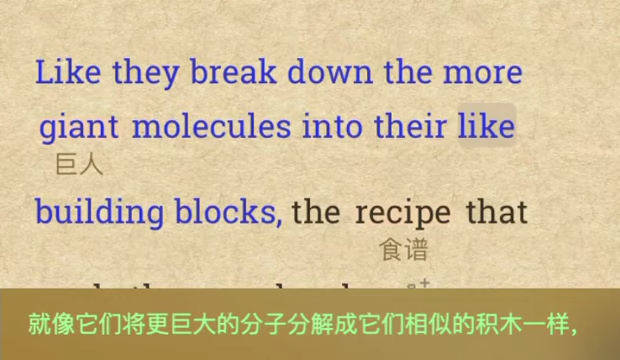 Like they break down the more
giant molecules into their like
巨人
building blocks, the recipe that
食谱
就像它们将更巨大的分子分解成它们相似的积木一样，